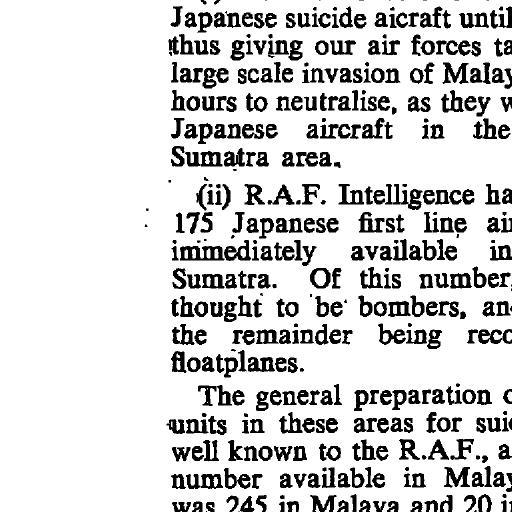 Japanese suicide aicraft until
thus giving our air forces ta
large scale invasion of Malay
hours to neutralise, as they w
Japanese aircraft in the
Sumatra area.
(ii) R.A.F. Intelligence ha
175 Japanese first line air
immediately available in
Sumatra. Of this number,
thought to be bombers, an
the remainder being reco
floatplanes.
The general preparation o
units in these areas for suic
well known to the R.A.F., a
number available in Malay
was 245 in Malaya and 20 i